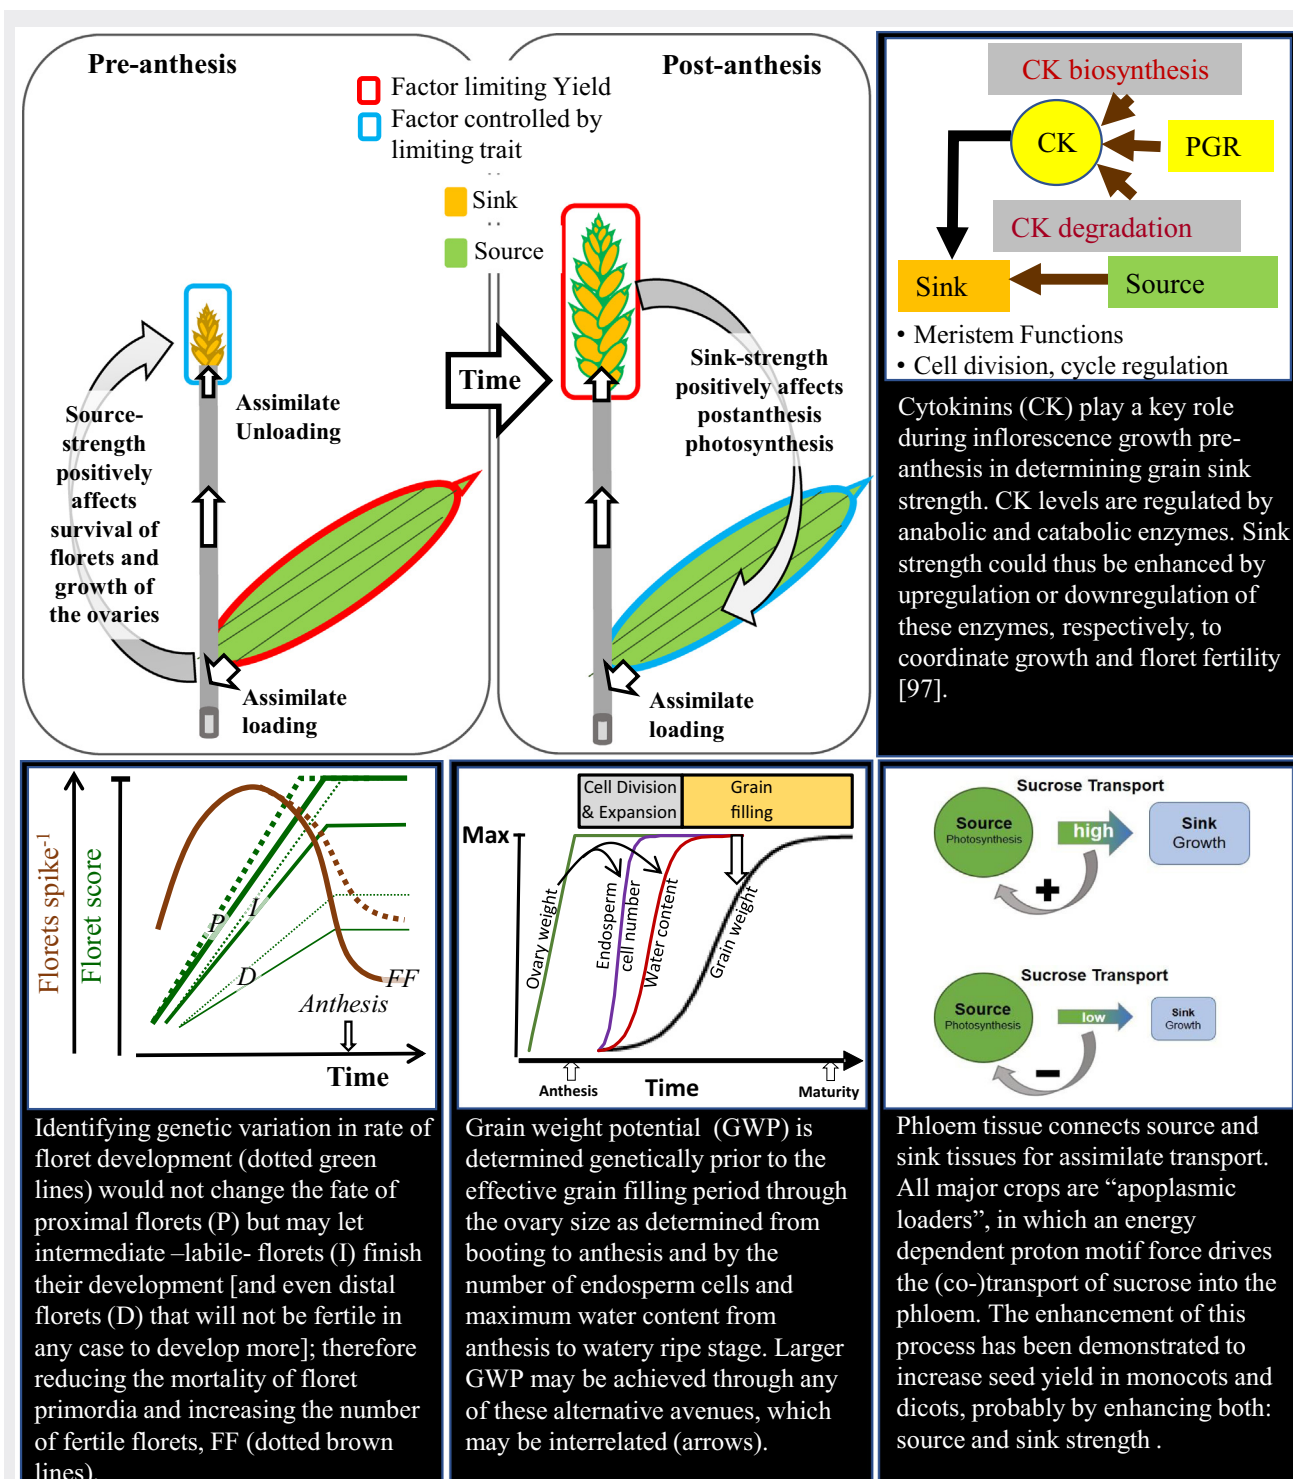 Pre-anthesis
Factor limiting Yield
Factor controlled by
limiting trait
Sink
Source
Source-
strength
positively
affects
survival of
florets and
growth of
the ovaries
Assimilate
Unloading
Assimilate
loading
Time
Post-anthesis
Sink-strength
positively affects
postanthesis
photosynthesis
Assimilate
loading
CK biosynthesis
CK
PGR
CK degradation
Sink
Source
• Meristem Functions
• Cell division, cycle regulation
Cytokinins (CK) play a key role
during inflorescence growth pre-
anthesis in determining grain sink
strength. CK levels are regulated by
anabolic and catabolic enzymes. Sink
strength could thus be enhanced by
upregulation or downregulation of
these enzymes, respectively, to
coordinate growth and floret fertility
[97].
Florets spike-1
Floret score
P
I
D
FF
Anthesis
Time
Identifying genetic variation in rate of
floret development (dotted green
lines) would not change the fate of
proximal florets (P) but may let
intermediate –labile- florets (I) finish
their development [and even distal
florets (D) that will not be fertile in
any case to develop more]; therefore
reducing the mortality of floret
primordia and increasing the number
of fertile florets, FF (dotted brown
lines).
Cell Division
& Expansion
Grain
filling
Max
Ovary weight
Endosperm
cell number
Water content
Grain weight
Anthesis
Time
Maturity
Grain weight potential (GWP) is
determined genetically prior to the
effective grain filling period through
the ovary size as determined from
booting to anthesis and by the
number of endosperm cells and
maximum water content from
anthesis to watery ripe stage. Larger
GWP may be achieved through any
of these alternative avenues, which
may be interrelated (arrows).
Sucrose Transport
Source
Photosynthesis
high
Sink
Growth
+
Sucrose Transport
Source
Photosynthesis
low
Sink
Growth
−
Phloem tissue connects source and
sink tissues for assimilate transport.
All major crops are “apoplasmic
loaders”, in which an energy
dependent proton motif force drives
the (co-)transport of sucrose into the
phloem. The enhancement of this
process has been demonstrated to
increase seed yield in monocots and
dicots, probably by enhancing both:
source and sink strength .